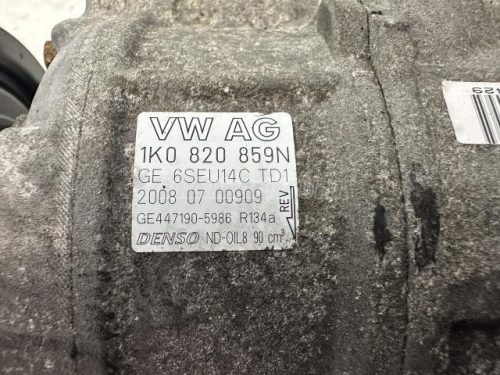 VW AG
1K0 820 859N
GE 6SEU14C TD1
2008 07 00909
GE447190-5986 R134a
DENSO ND-OIL8 90 cm³
REV